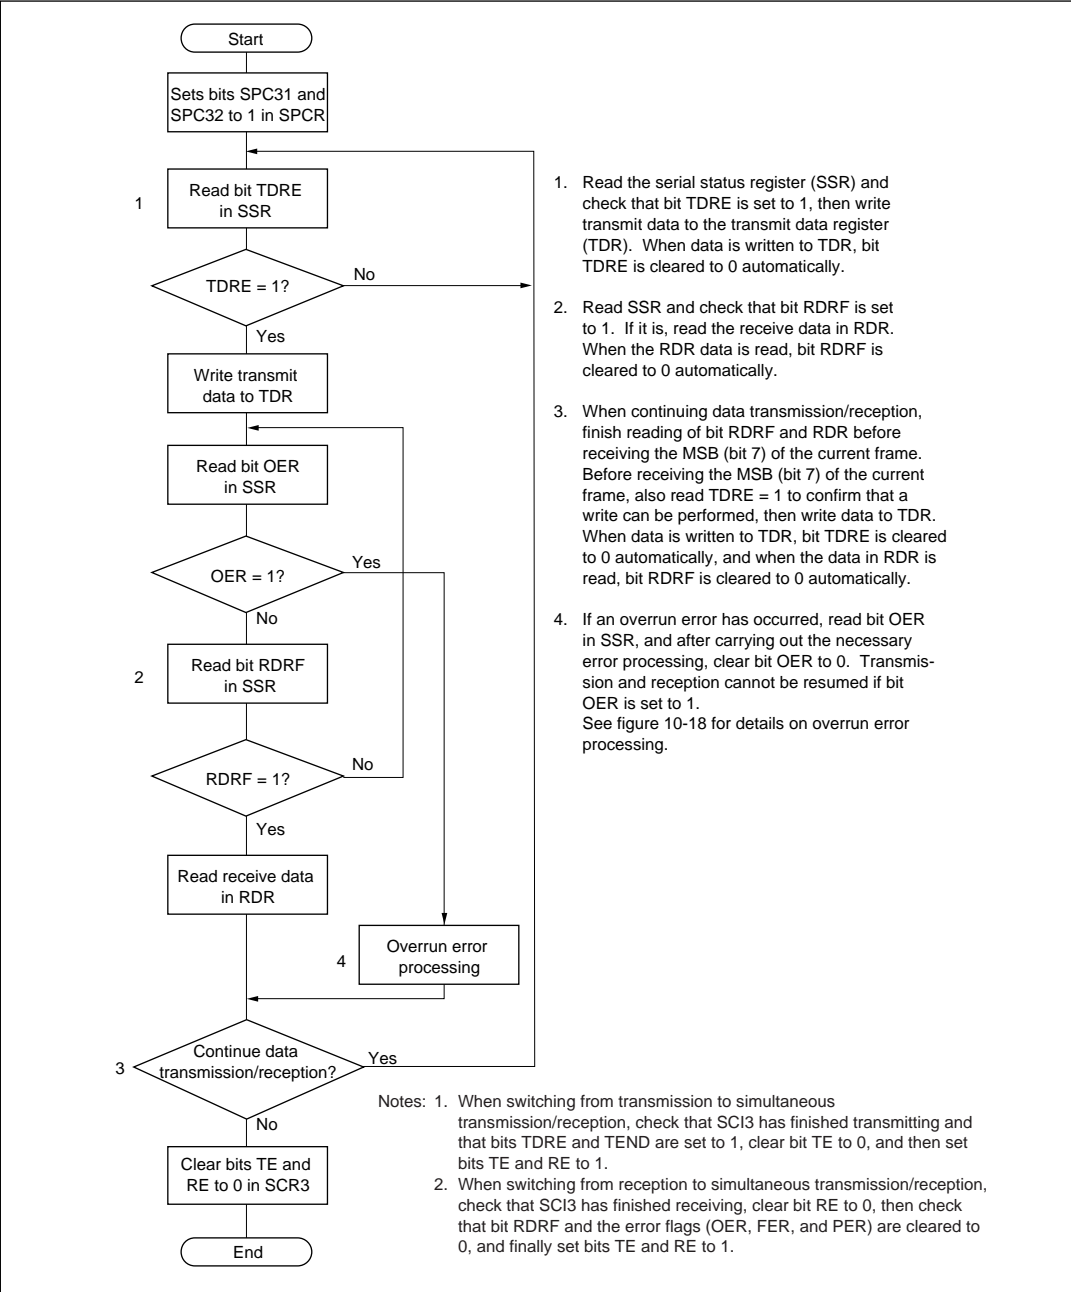 Start
Sets bits SPC31 and
SPC32 to 1 in SPCR
1
Read bit TDRE
in SSR
TDRE = 1?
No
Yes
Write transmit
data to TDR
Read bit OER
in SSR
OER = 1?
Yes
No
2
Read bit RDRF
in SSR
RDRF = 1?
No
Yes
Read receive data
in RDR
4
Overrun error
processing
3
Continue data
transmission/reception?
Yes
No
Clear bits TE and
RE to 0 in SCR3
End
1. Read the serial status register (SSR) and
check that bit TDRE is set to 1, then write
transmit data to the transmit data register
(TDR). When data is written to TDR, bit
TDRE is cleared to 0 automatically.
2. Read SSR and check that bit RDRF is set
to 1. If it is, read the receive data in RDR.
When the RDR data is read, bit RDRF is
cleared to 0 automatically.
3. When continuing data transmission/reception,
finish reading of bit RDRF and RDR before
receiving the MSB (bit 7) of the current frame.
Before receiving the MSB (bit 7) of the current
frame, also read TDRE = 1 to confirm that a
write can be performed, then write data to TDR.
When data is written to TDR, bit TDRE is cleared
to 0 automatically, and when the data in RDR is
read, bit RDRF is cleared to 0 automatically.
4. If an overrun error has occurred, read bit OER
in SSR, and after carrying out the necessary
error processing, clear bit OER to 0. Transmis-
sion and reception cannot be resumed if bit
OER is set to 1.
See figure 10-18 for details on overrun error
processing.
Notes: 1. When switching from transmission to simultaneous
transmission/reception, check that SCI3 has finished transmitting and
that bits TDRE and TEND are set to 1, clear bit TE to 0, and then set
bits TE and RE to 1.
2. When switching from reception to simultaneous transmission/reception,
check that SCI3 has finished receiving, clear bit RE to 0, then check
that bit RDRF and the error flags (OER, FER, and PER) are cleared to
0, and finally set bits TE and RE to 1.